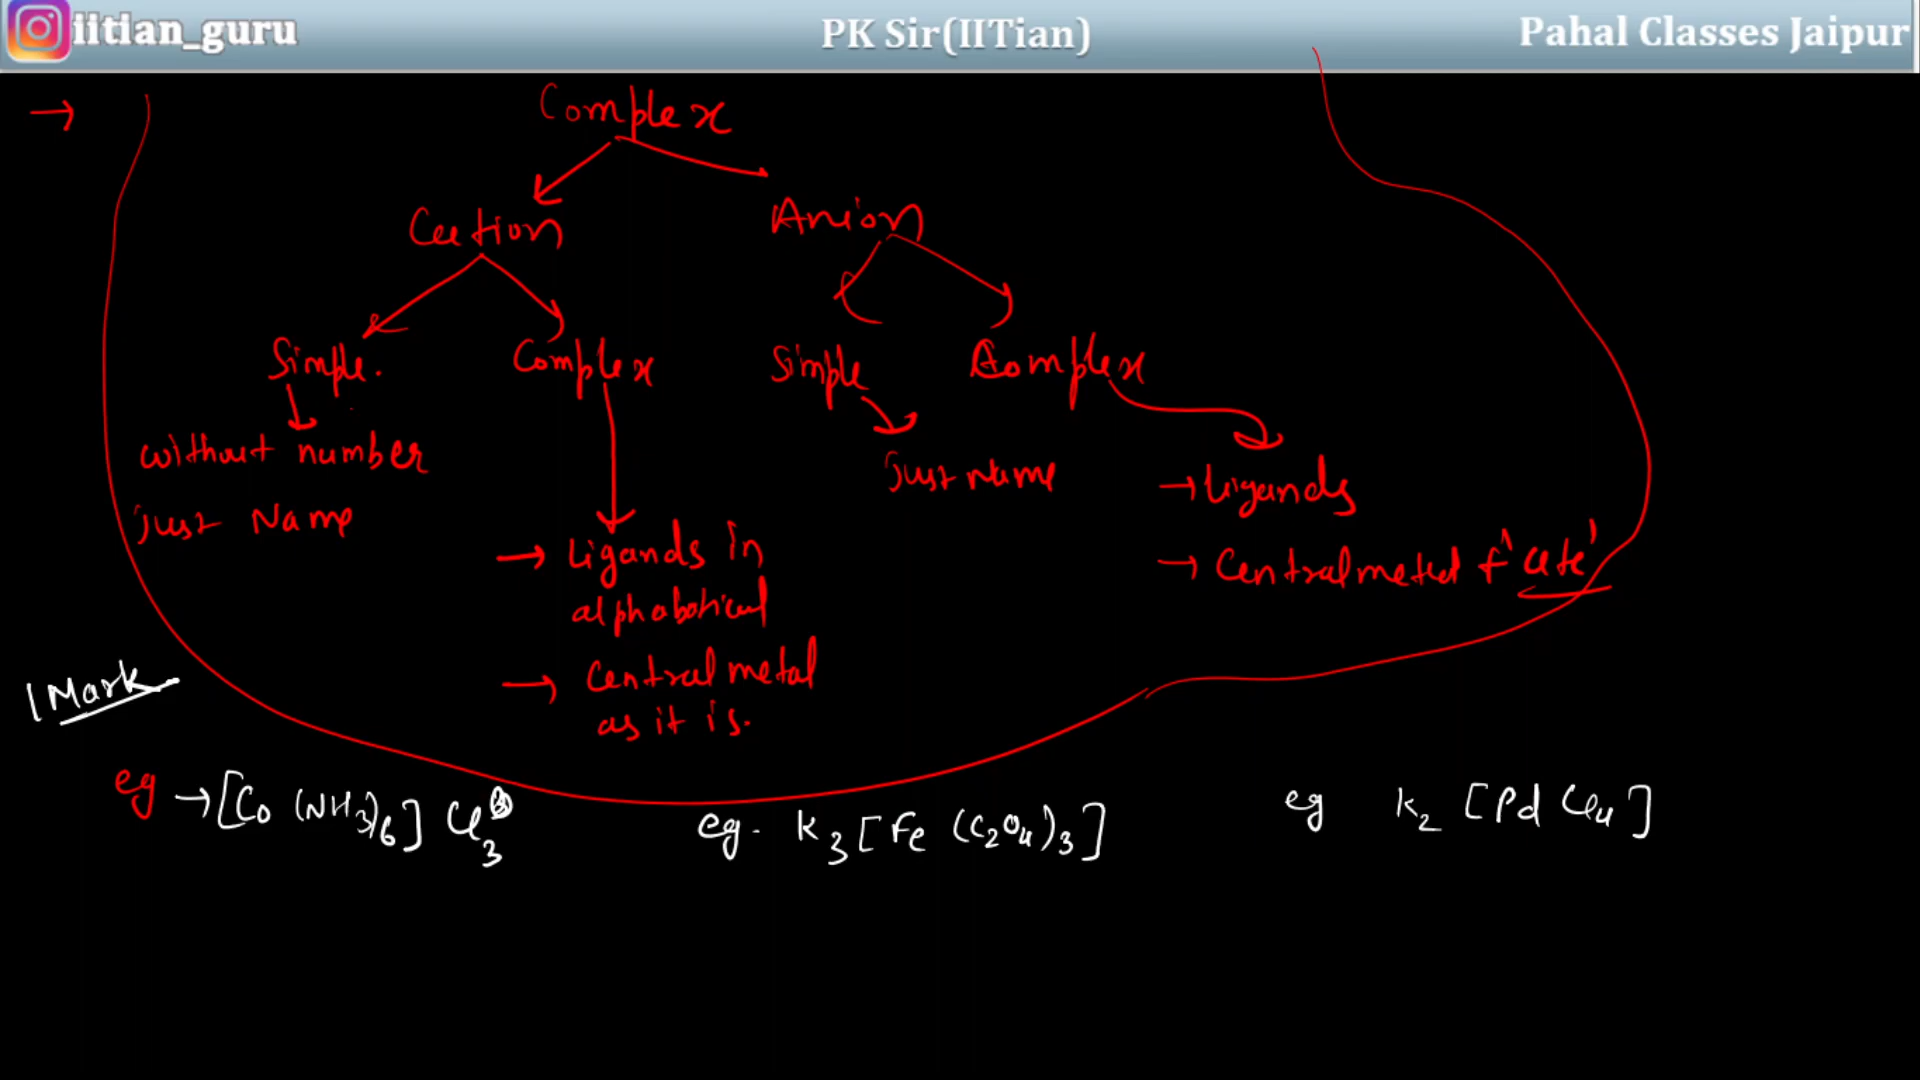 iitian_guru PK Sir(IITian) Pahal Classes Jaipur
→ Complex
Cation Anion
Simple. Complex Simple Complex
without number
Just Name
Just Name
→ Ligands
→ Central metal + 'ate'
→ Ligands in
alphabetical
→ Central metal
as it is.
1 Mark
eg → [Co (NH3)6] Cl3
eg. K3 [Fe (C2O4)3]
eg K2 [Pd Cl4]